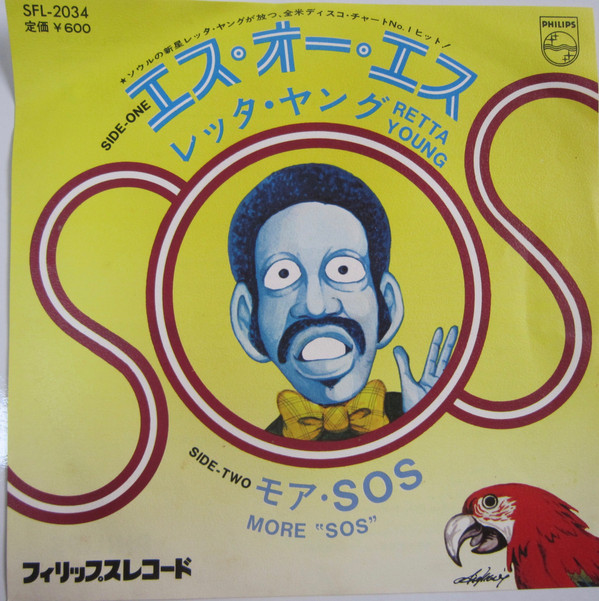 SFL-2034
定価 ¥600
PHILIPS
★ソウルの新星レッタ・ヤングが放つ、全米ディスコ・チャートNo.1ヒット!
SIDE-ONE
エス・オー・エス
レッタ・ヤング
RETTA
YOUNG
SOS
SIDE-TWO
モア・SOS
MORE "SOS"
フィリップスレコード